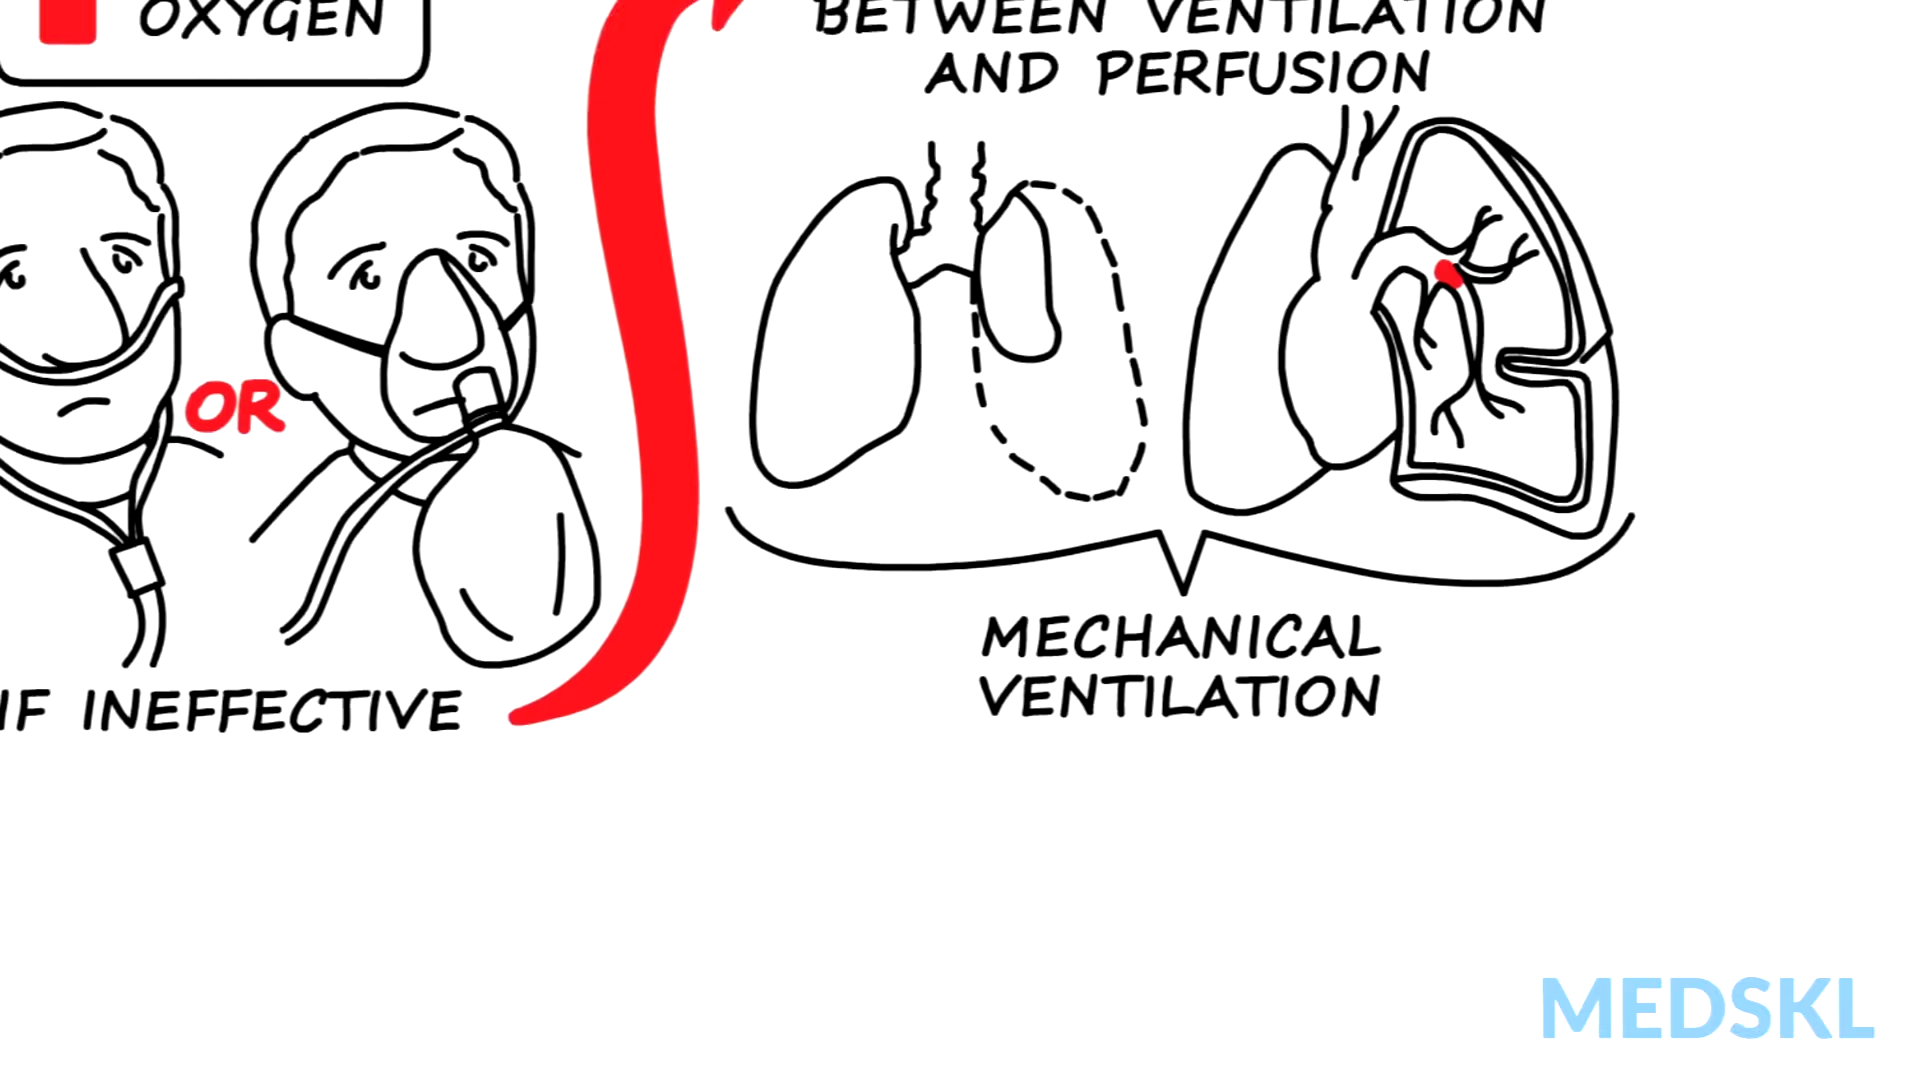 OXYGEN
OR
IF INEFFECTIVE
BETWEEN VENTILATION
AND PERFUSION
MECHANICAL
VENTILATION
MEDSKL